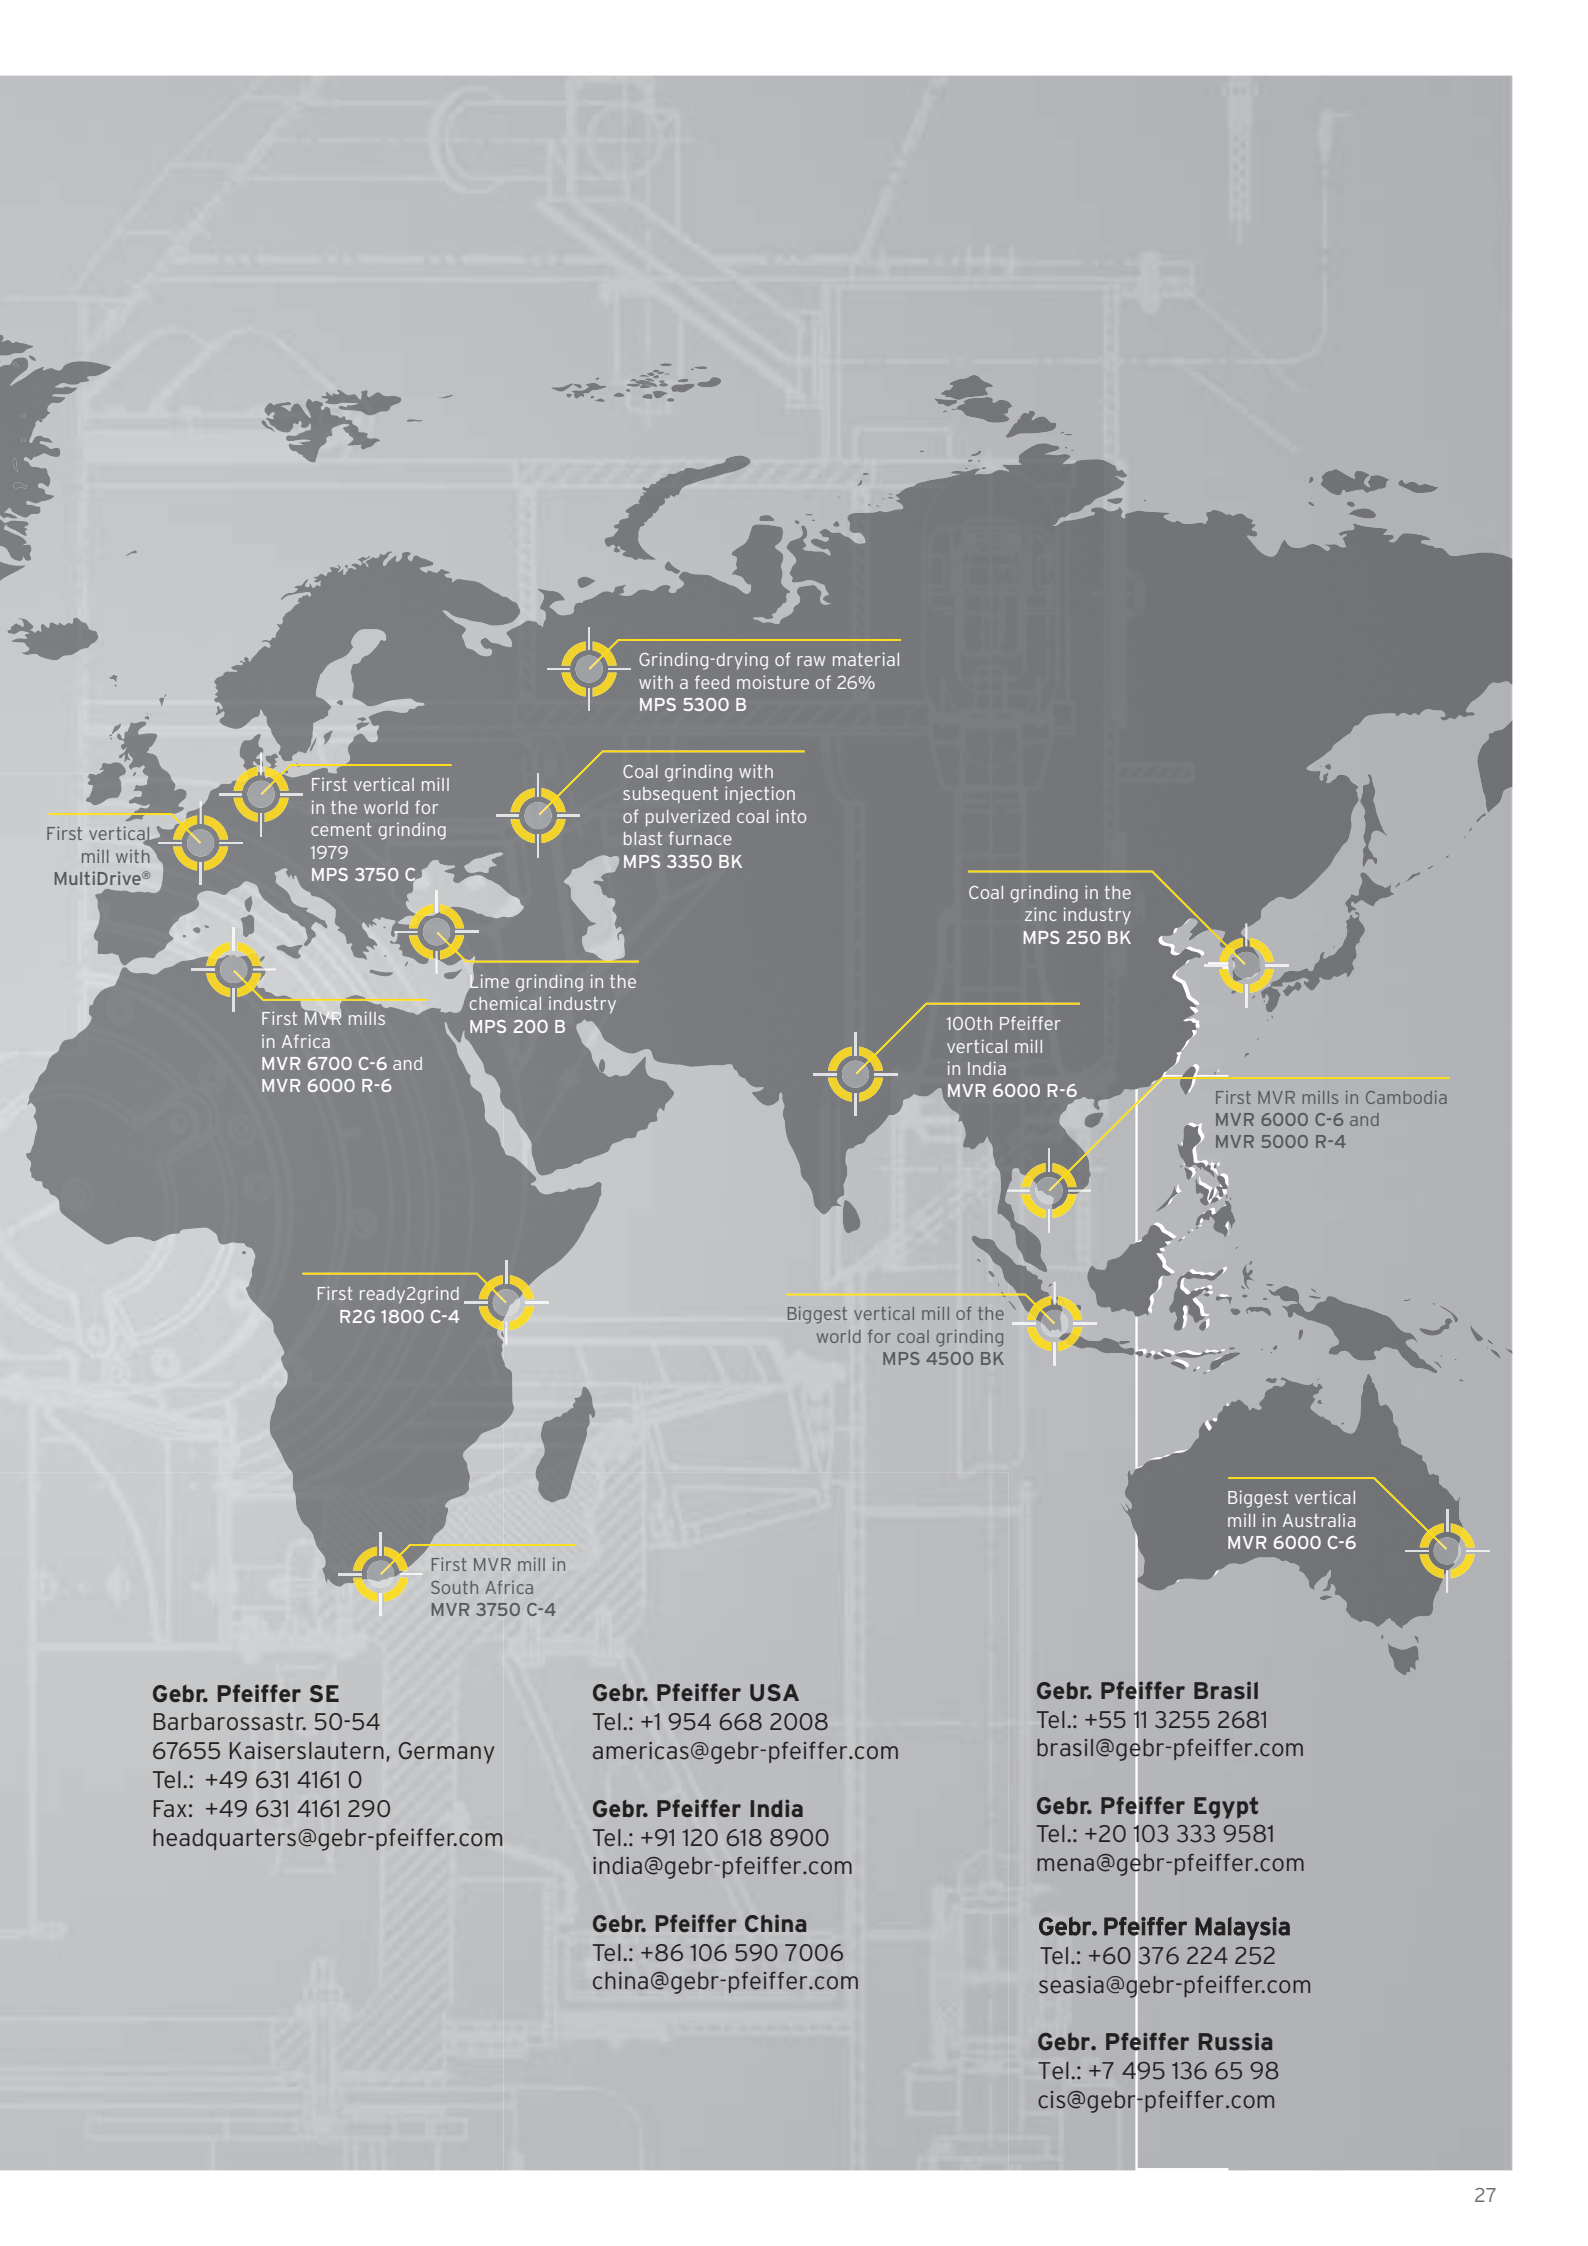 Grinding-drying of raw material
with a feed moisture of 26%
MPS 5300 B
First vertical mill
in the world for
cement grinding
1979
MPS 3750 C
Coal grinding with
subsequent injection
of pulverized coal into
blast furnace
MPS 3350 BK
First vertical
mill with
MultiDrive®
Coal grinding in the
zinc industry
MPS 250 BK
Lime grinding in the
chemical industry
MPS 200 B
First MVR mills
in Africa
MVR 6700 C-6 and
MVR 6000 R-6
100th Pfeiffer
vertical mill
in India
MVR 6000 R-6
First MVR mills in Cambodia
MVR 6000 C-6 and
MVR 5000 R-4
First ready2grind
R2G 1800 C-4
Biggest vertical mill of the
world for coal grinding
MPS 4500 BK
Biggest vertical
mill in Australia
MVR 6000 C-6
First MVR mill in
South Africa
MVR 3750 C-4
Gebr. Pfeiffer SE
Barbarossastr. 50-54
67655 Kaiserslautern, Germany
Tel.: +49 631 4161 0
Fax: +49 631 4161 290
headquarters@gebr-pfeiffer.com
Gebr. Pfeiffer USA
Tel.: +1 954 668 2008
americas@gebr-pfeiffer.com
Gebr. Pfeiffer India
Tel.: +91 120 618 8900
india@gebr-pfeiffer.com
Gebr. Pfeiffer China
Tel.: +86 106 590 7006
china@gebr-pfeiffer.com
Gebr. Pfeiffer Brasil
Tel.: +55 11 3255 2681
brasil@gebr-pfeiffer.com
Gebr. Pfeiffer Egypt
Tel.: +20 103 333 9581
mena@gebr-pfeiffer.com
Gebr. Pfeiffer Malaysia
Tel.: +60 376 224 252
seasia@gebr-pfeiffer.com
Gebr. Pfeiffer Russia
Tel.: +7 495 136 65 98
cis@gebr-pfeiffer.com
27